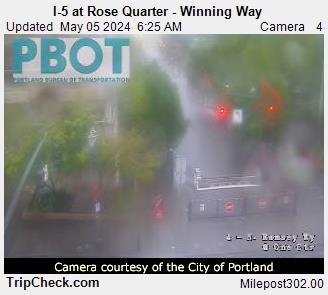 I-5 at Rose Quarter - Winning Way
Updated May 05 2024 6:25 AM Camera 4
PBOT
PORTLAND BUREAU OF TRANSPORTATION
Camera courtesy of the City of Portland
TripCheck.com Milepost302.00